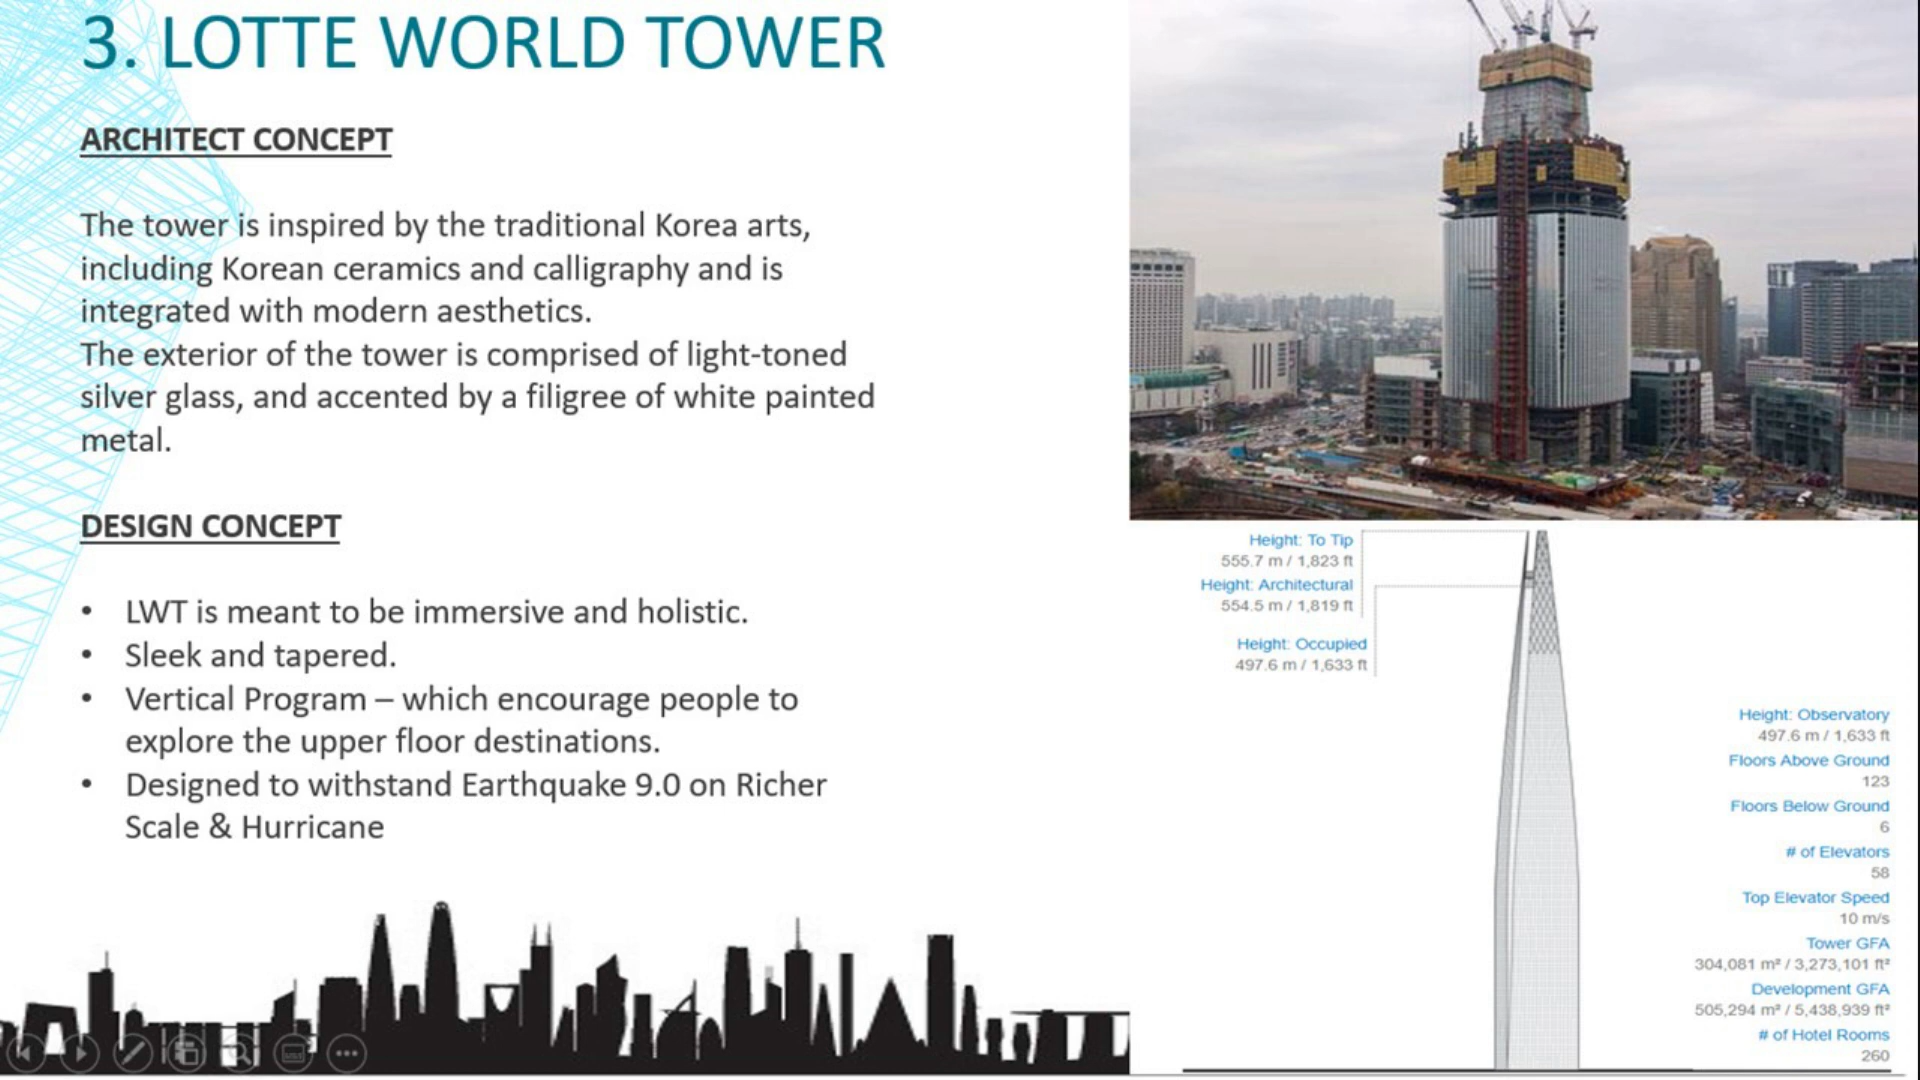 3. LOTTE WORLD TOWER
ARCHITECT CONCEPT
The tower is inspired by the traditional Korea arts,
including Korean ceramics and calligraphy and is
integrated with modern aesthetics.
The exterior of the tower is comprised of light-toned
silver glass, and accented by a filigree of white painted
metal.
DESIGN CONCEPT
• LWT is meant to be immersive and holistic.
• Sleek and tapered.
• Vertical Program – which encourage people to
explore the upper floor destinations.
• Designed to withstand Earthquake 9.0 on Richer
Scale & Hurricane
Height: To Tip
555.7 m / 1,823 ft
Height: Architectural
554.5 m / 1,819 ft
Height: Occupied
497.6 m / 1,633 ft
Height: Observatory
497.6 m / 1,633 ft
Floors Above Ground
123
Floors Below Ground
6
# of Elevators
58
Top Elevator Speed
10 m/s
Tower GFA
304,081 m² / 3,273,101 ft²
Development GFA
505,294 m² / 5,438,939 ft²
# of Hotel Rooms
260